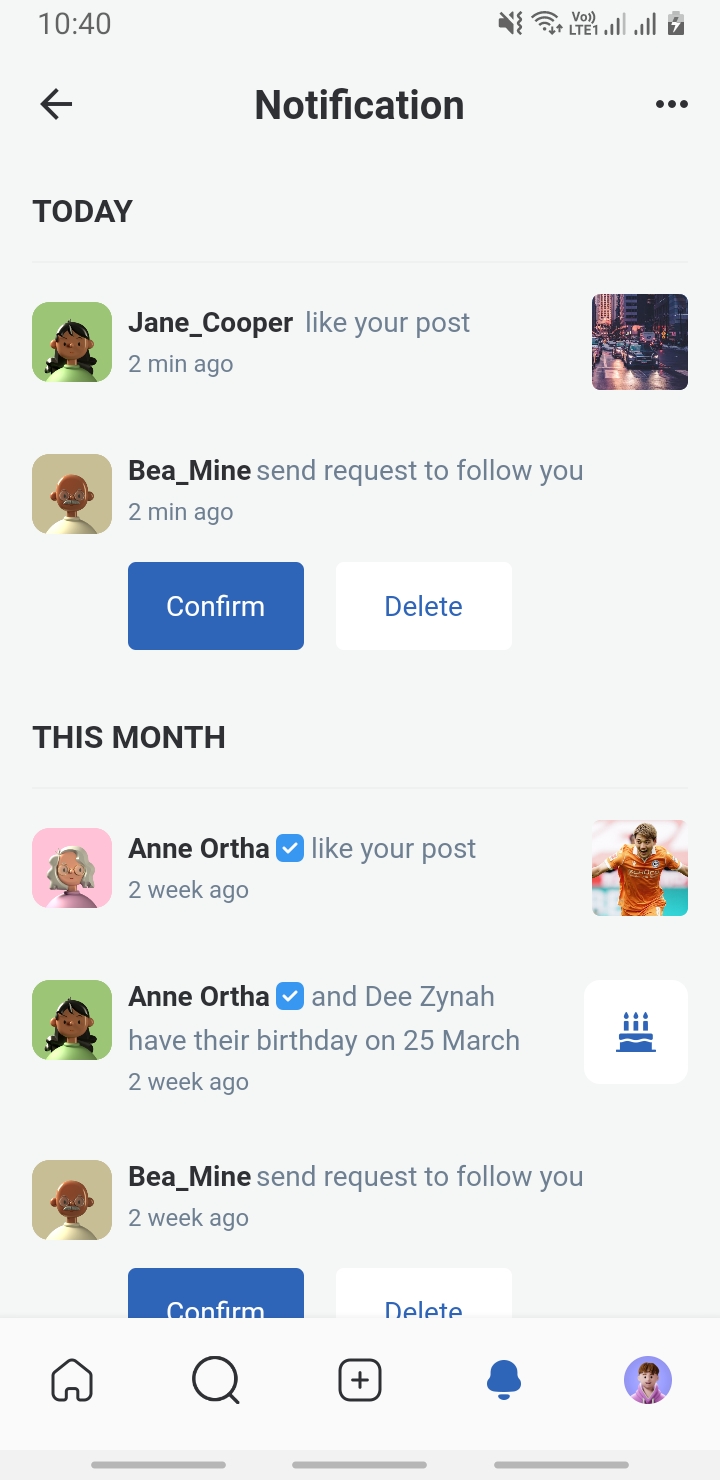 10:40
Vo))
LTE1
Notification
TODAY
Jane_Cooper like your post
2 min ago
Bea_Mine send request to follow you
2 min ago
Confirm Delete
THIS MONTH
Anne Ortha like your post
2 week ago
Anne Ortha and Dee Zynah
have their birthday on 25 March
2 week ago
Bea_Mine send request to follow you
2 week ago
Confirm Delete